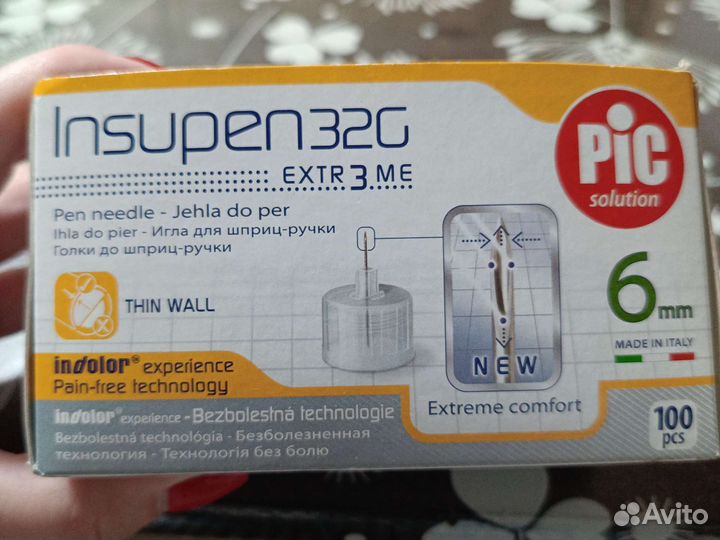 Insupen32G
EXTR3ME
PiC
solution
Pen needle - Jehla do per
Ihla do pier - Игла для шприц-ручки
Голки до шприц-ручки
THIN WALL
6mm
MADE IN ITALY
NEW
indolor® experience
Pain-free technology
Extreme comfort
indolor® experience - Bezbolestná technologie
Bezbolestná technológia - Безболезненная
технология - Технологія без болю
100
pcs
Avito